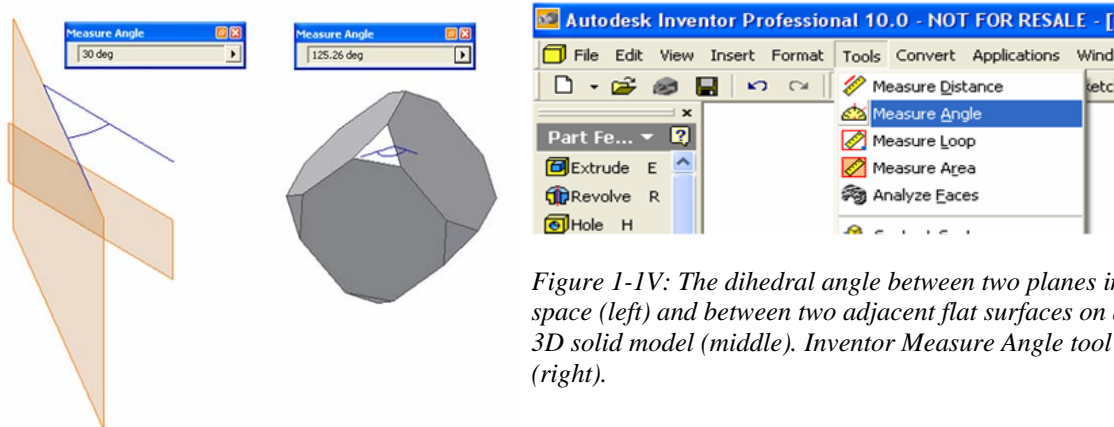 Measure Angle
30 deg
Measure Angle
125.26 deg
Autodesk Inventor Professional 10.0 - NOT FOR RESALE - [
File Edit View Insert Format Tools Convert Applications Wind
Measure Distance
Measure Angle
Measure Loop
Measure Area
Analyze Faces
Part Fe...
Extrude E
Revolve R
Hole H
Figure 1-1V: The dihedral angle between two planes in
space (left) and between two adjacent flat surfaces on
3D solid model (middle). Inventor Measure Angle tool
(right).